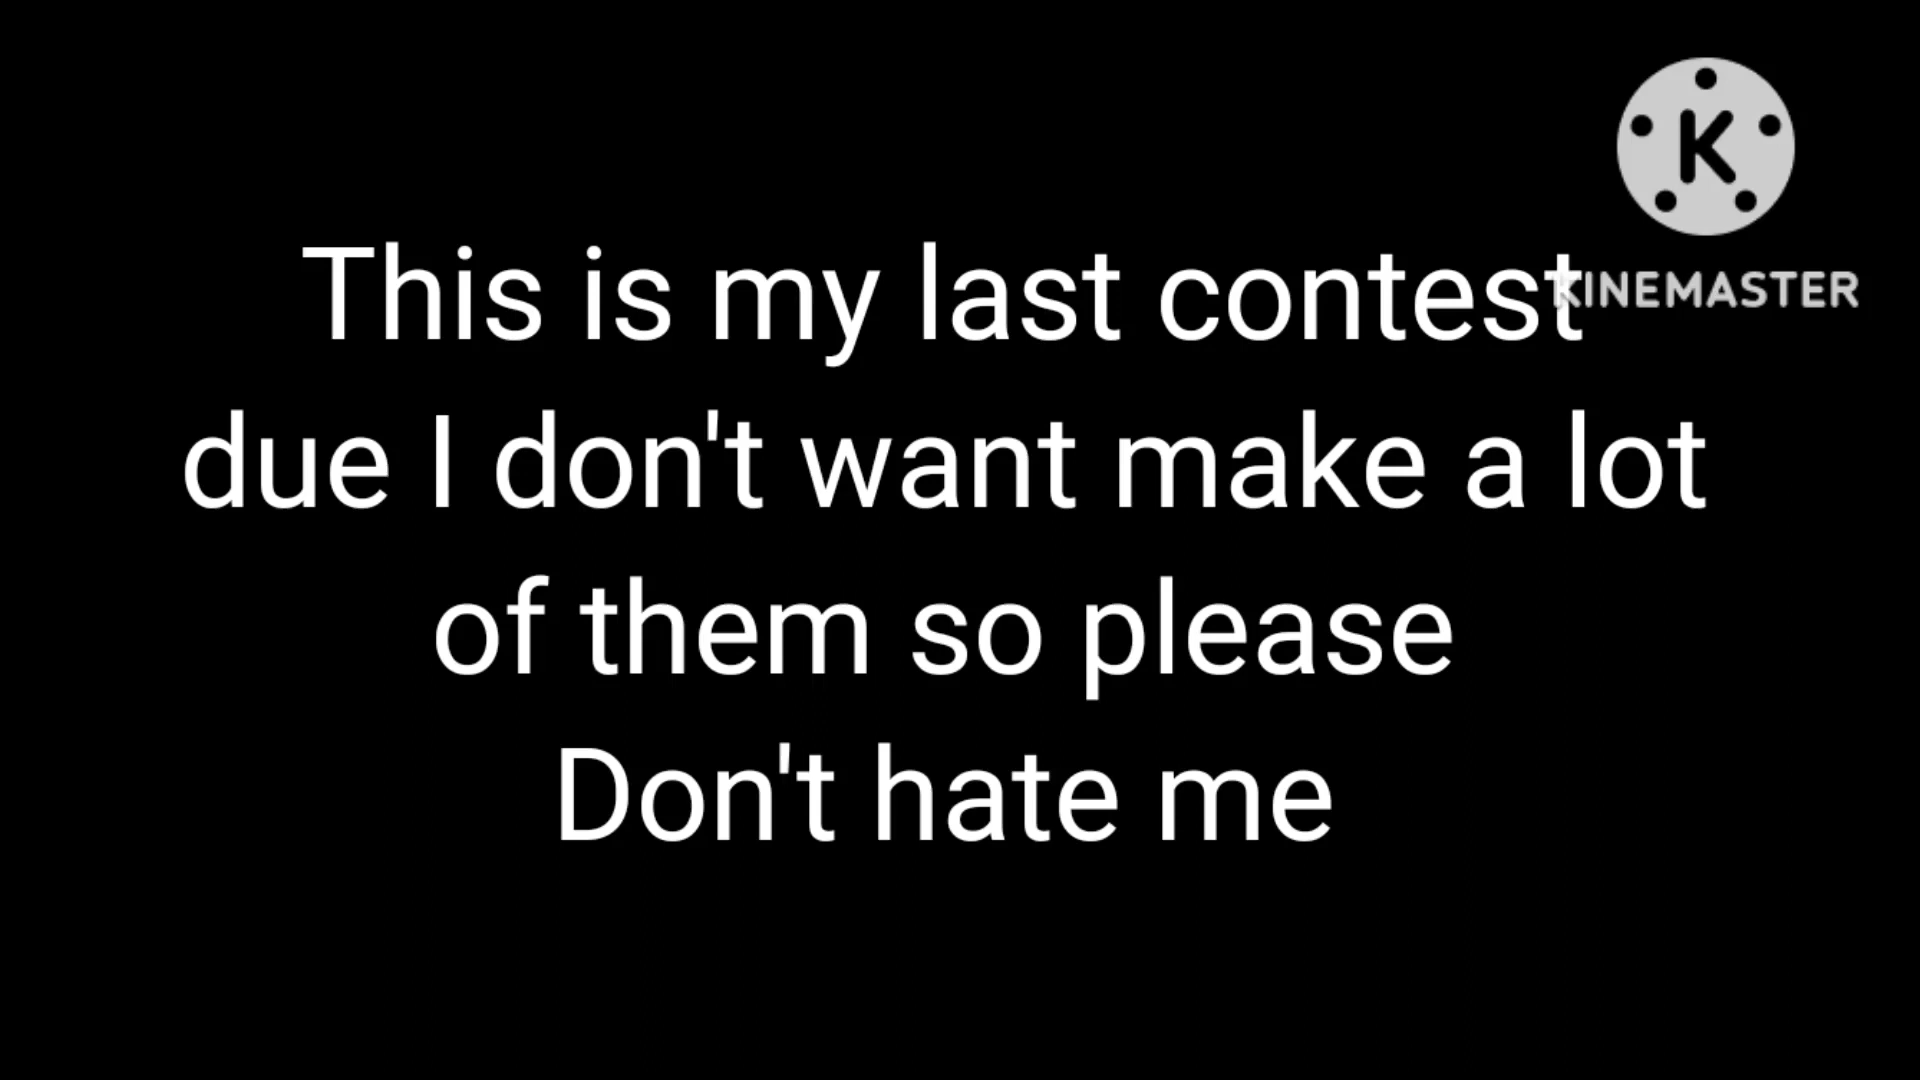 K
This is my last contest
KINEMASTER
due I don't want make a lot
of them so please
Don't hate me